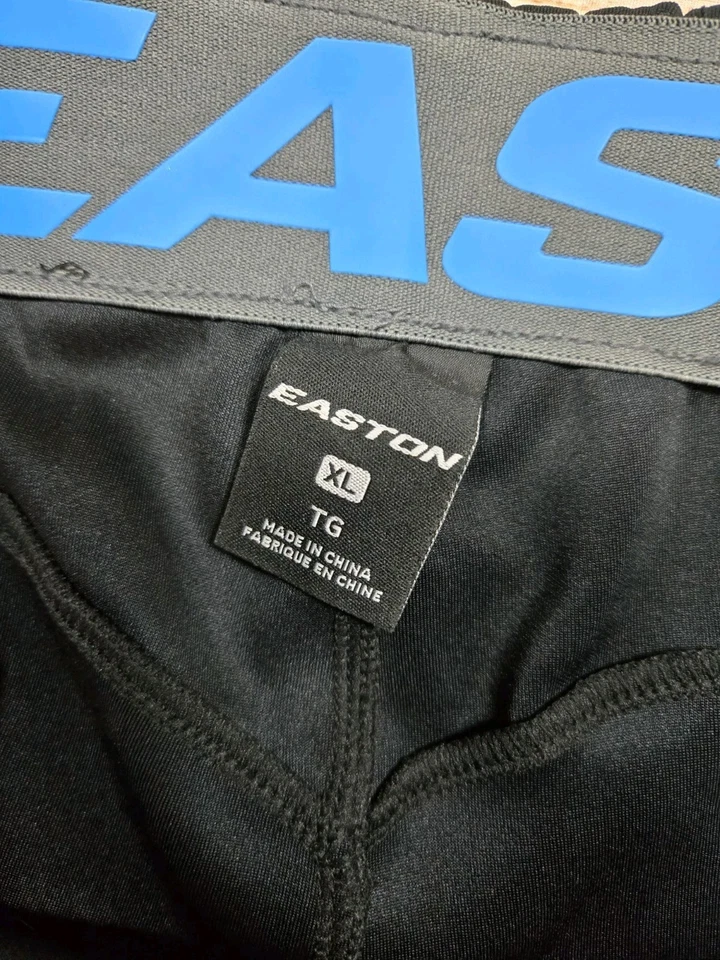 EAS
EASTON
XL
TG
MADE IN CHINA
FABRIQUE EN CHINE